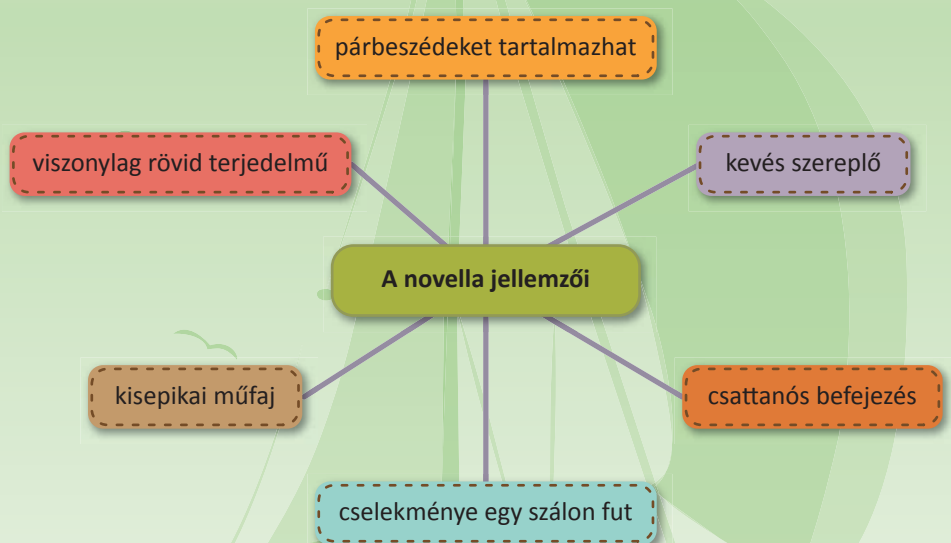 párbeszédeket tartalmazhat
viszonylag rövid terjedelmű
kevés szereplő
A novella jellemzői
kisepikai műfaj
csattanós befejezés
cselekménye egy szálon fut